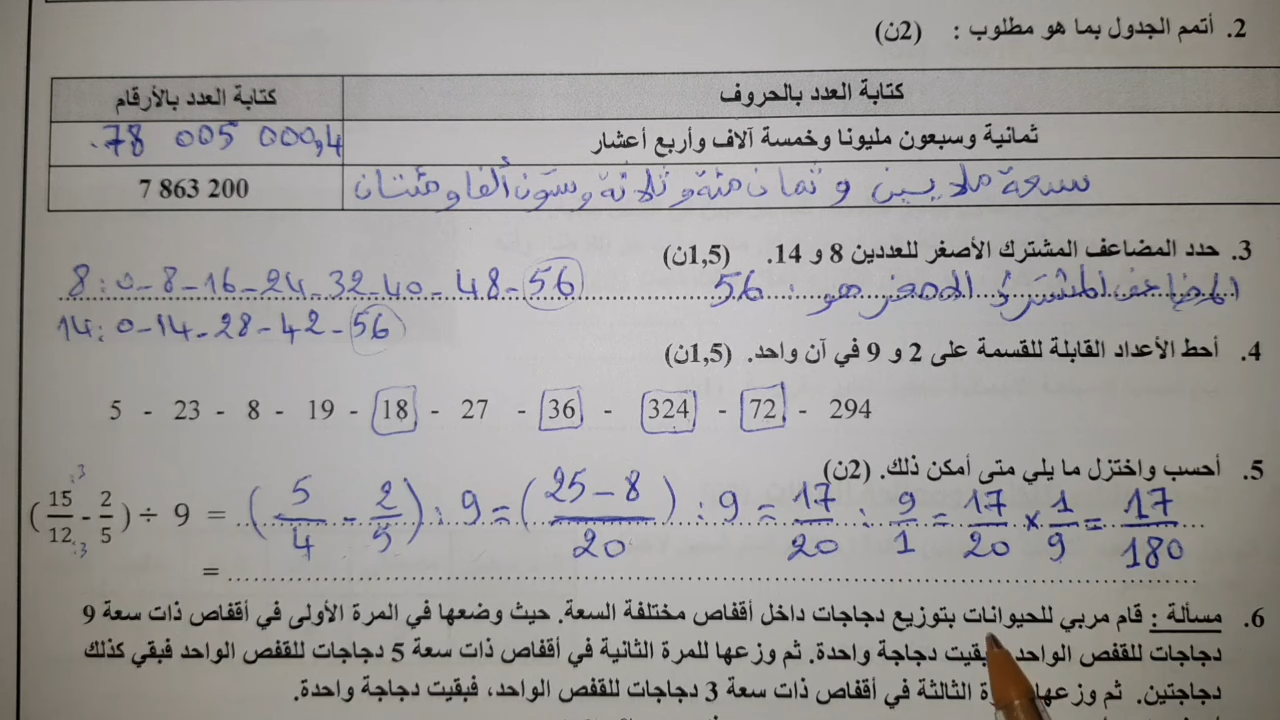 2. أتمم الجدول بما هو مطلوب : (2ن)
كتابة العدد بالحروف كتابة العدد بالأرقام
ثمانية وسبعون مليونا وخمسة آلاف وأربع أعشار 78 005 000,4
سبعة ملايين و ثمان مئة و ثلاثة وستون ألفا و مئتان 7 863 200
3. حدد المضاعف المشترك الأصغر للعددين 8 و 14. (1,5ن)
8 : 0-8-16-24-32-40-48-56 المضاعف المشترك الأصغر هو : 56
14: 0-14-28-42-56
4. أحط الأعداد القابلة للقسمة على 2 و 9 في آن واحد. (1,5ن)
5 - 23 - 8 - 19 - 18 - 27 - 36 - 324 - 72 - 294
5. أحسب واختزل ما يلي متى أمكن ذلك. (2ن)
(15/12 - 2/5) ÷ 9 = (5/4 - 2/5) : 9 = (25-8/20) : 9 = 17/20 : 9/1 = 17/20 × 1/9 = 17/180
:3 :3
=
6. مسألة : قام مربي للحيوانات بتوزيع دجاجات داخل أقفاص مختلفة السعة. حيث وضعها في المرة الأولى في أقفاص ذات سعة 9
دجاجات للقفص الواحد دجاجة واحدة. ثم وزعها للمرة الثانية في أقفاص ذات سعة 5 دجاجات للقفص الواحد فبقي كذلك
دجاجتين. ثم وزعها الثالثة في أقفاص ذات سعة 3 دجاجات للقفص الواحد، فبقيت دجاجة واحدة.